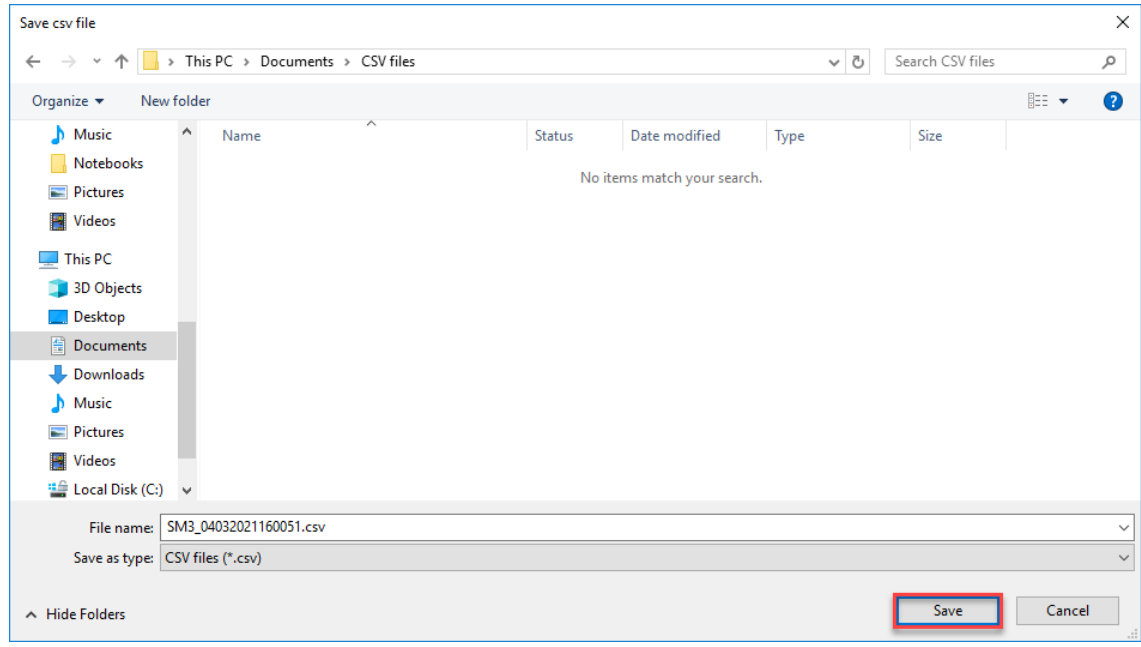 Save csv file
This PC > Documents > CSV files
Search CSV files
Organize
New folder
Name
Status
Date modified
Type
Size
No items match your search.
Music
Notebooks
Pictures
Videos
This PC
3D Objects
Desktop
Documents
Downloads
Music
Pictures
Videos
Local Disk (C:)
File name: SM3_04032021160051.csv
Save as type: CSV files (*.csv)
Hide Folders
Save
Cancel